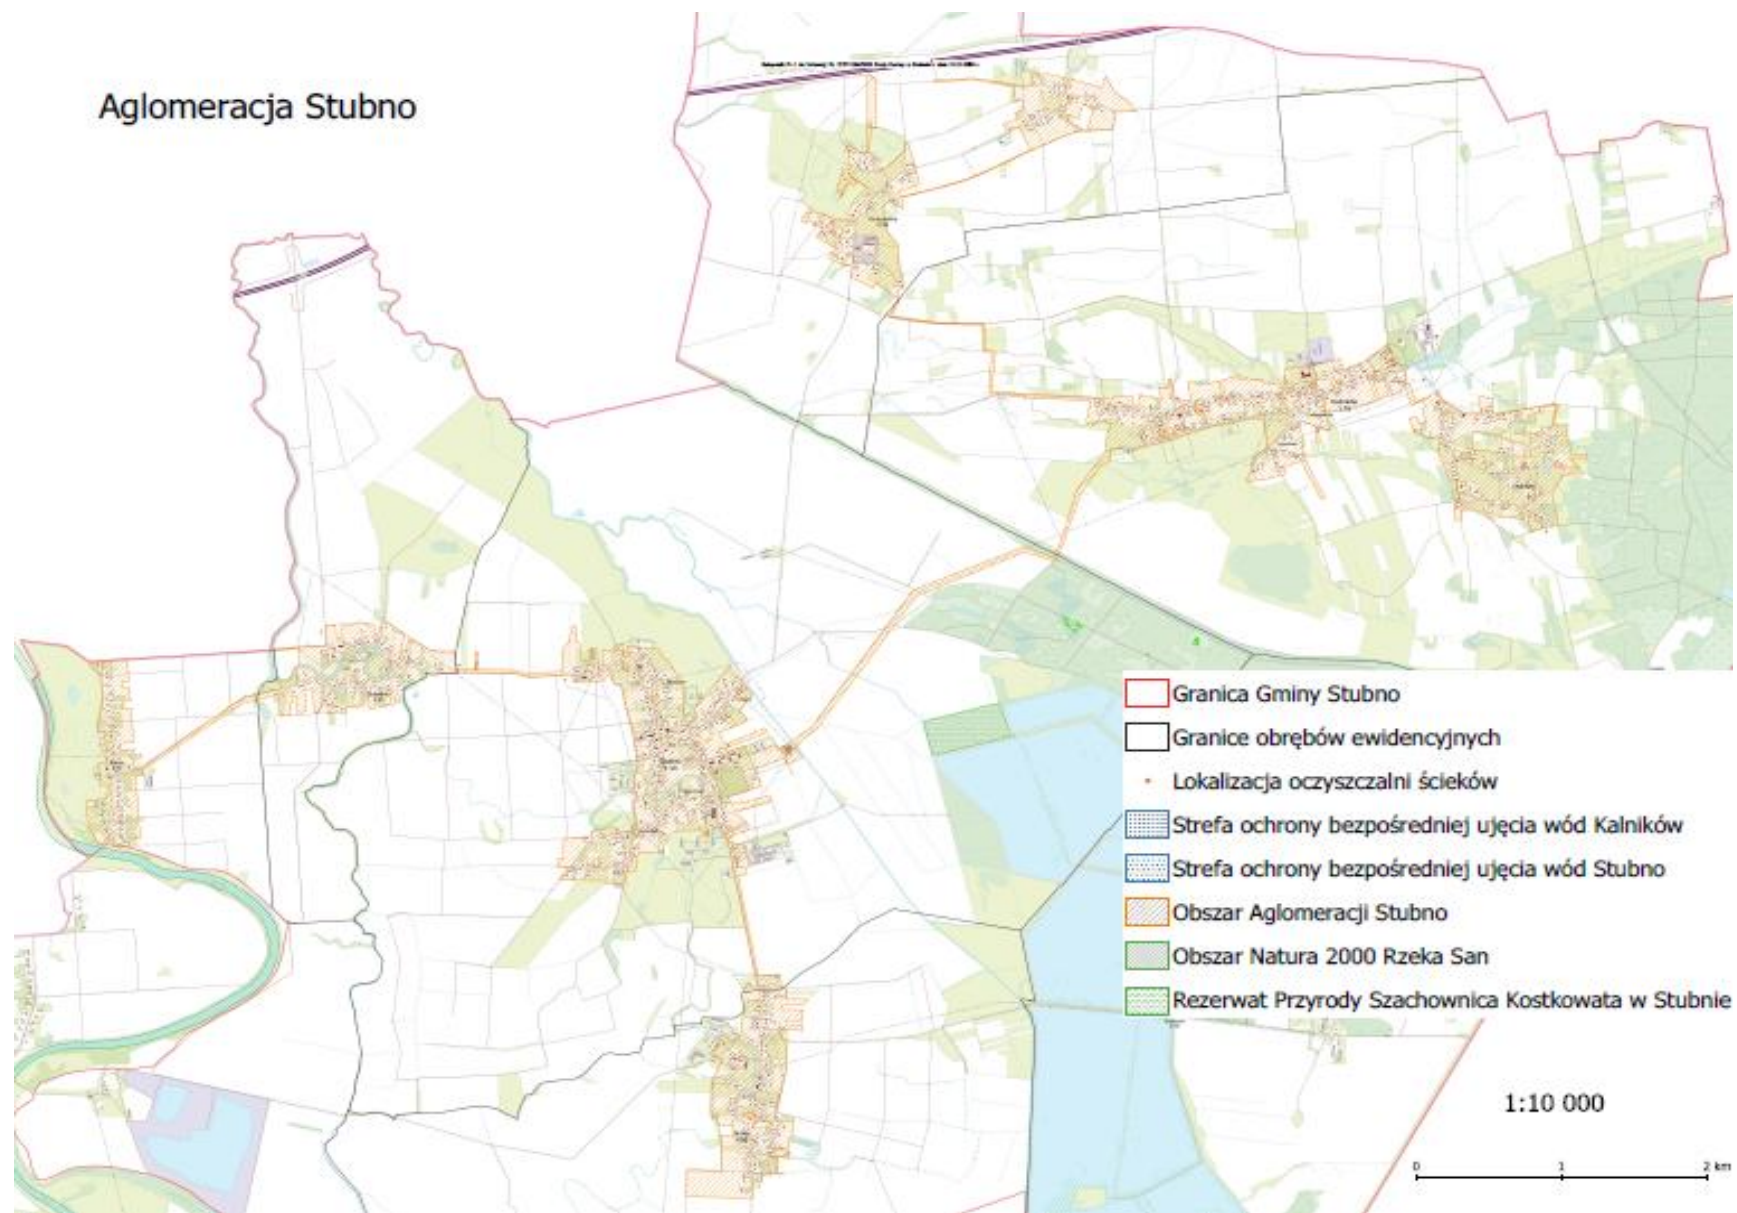 Aglomeracja Stubno
4
Granica Gminy Stubno
Granice obrębów ewidencyjnych
Lokalizacja oczyszczalni ścieków
Strefa ochrony bezpośredniej ujęcia wód Kalników
Strefa ochrony bezpośredniej ujęcia wód Stubno
Obszar Aglomeracji Stubno
Obszar Natura 2000 Rzeka San
Rezerwat Przyrody Szachownica Kostkowata w Stubnie
1:10 000
0 1 2 km